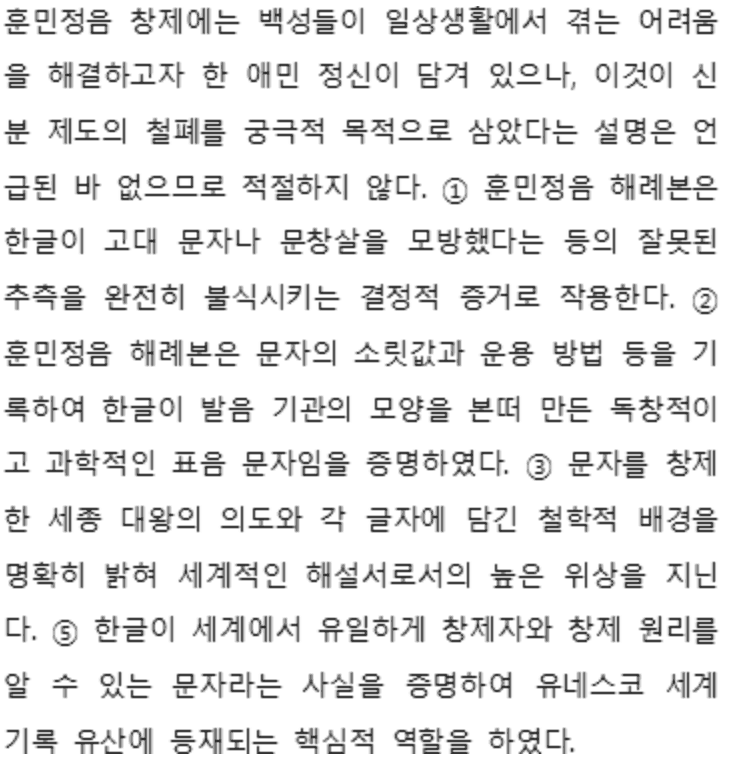 훈민정음 창제에는 백성들이 일상생활에서 겪는 어려움
을 해결하고자 한 애민 정신이 담겨 있으나, 이것이 신
분 제도의 철폐를 궁극적 목적으로 삼았다는 설명은 언
급된 바 없으므로 적절하지 않다. ① 훈민정음 해례본은
한글이 고대 문자나 문창살을 모방했다는 등의 잘못된
추측을 완전히 불식시키는 결정적 증거로 작용한다. ②
훈민정음 해례본은 문자의 소릿값과 운용 방법 등을 기
록하여 한글이 발음 기관의 모양을 본떠 만든 독창적이
고 과학적인 표음 문자임을 증명하였다. ③ 문자를 창제
한 세종 대왕의 의도와 각 글자에 담긴 철학적 배경을
명확히 밝혀 세계적인 해설서로서의 높은 위상을 지닌
다. ⑤ 한글이 세계에서 유일하게 창제자와 창제 원리를
알 수 있는 문자라는 사실을 증명하여 유네스코 세계
기록 유산에 등재되는 핵심적 역할을 하였다.